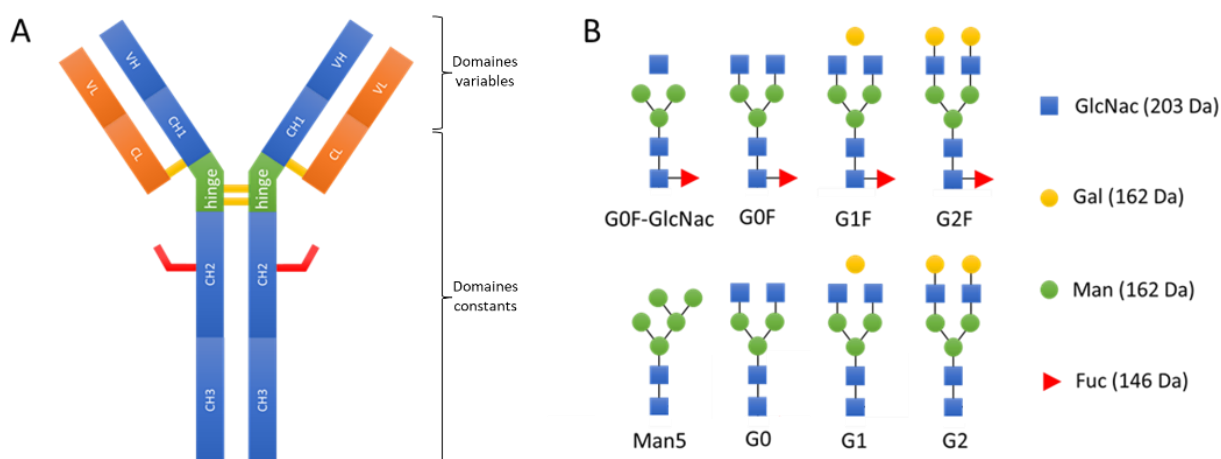 A
VH
VL
CH1
CL
hinge
CH2
CH3
VH
VL
CH1
CL
hinge
CH2
CH3
Domaines
variables
Domaines
constants
B
G0F-GlcNac
G0F
G1F
G2F
Man5
G0
G1
G2
GlcNac (203 Da)
Gal (162 Da)
Man (162 Da)
Fuc (146 Da)